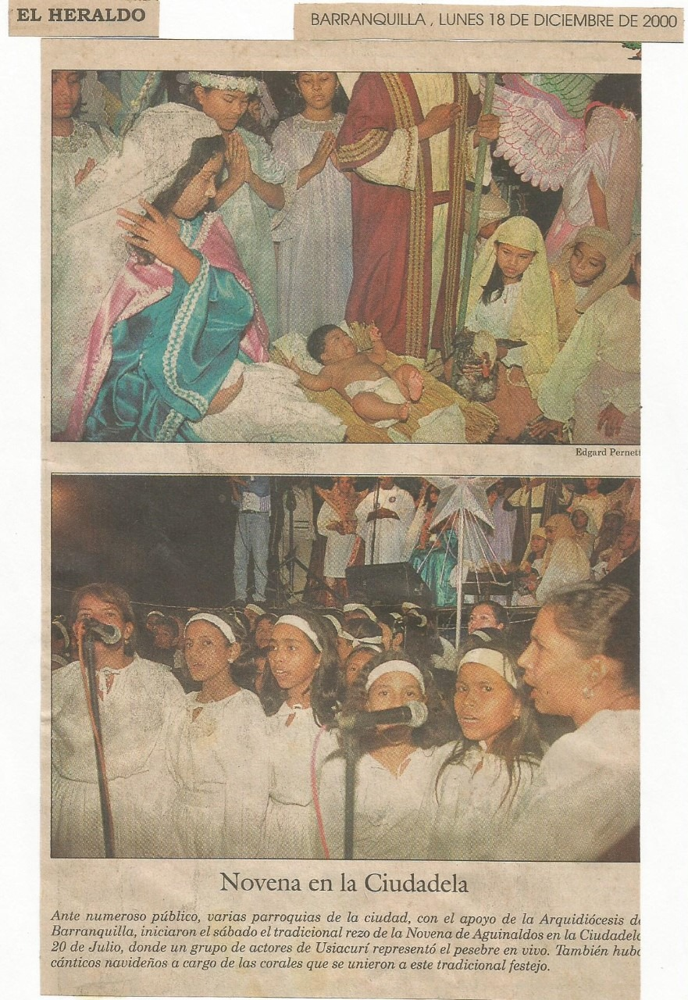 EL HERALDO
BARRANQUILLA , LUNES 18 DE DICIEMBRE DE 2000
Edgard Pernett
Novena en la Ciudadela
Ante numeroso público, varias parroquias de la ciudad, con el apoyo de la Arquidiócesis de
Barranquilla, iniciaron el sábado el tradicional rezo de la Novena de Aguinaldos en la Ciudadela
20 de Julio, donde un grupo de actores de Usiacurí representó el pesebre en vivo. También hubo
cánticos navideños a cargo de las corales que se unieron a este tradicional festejo.